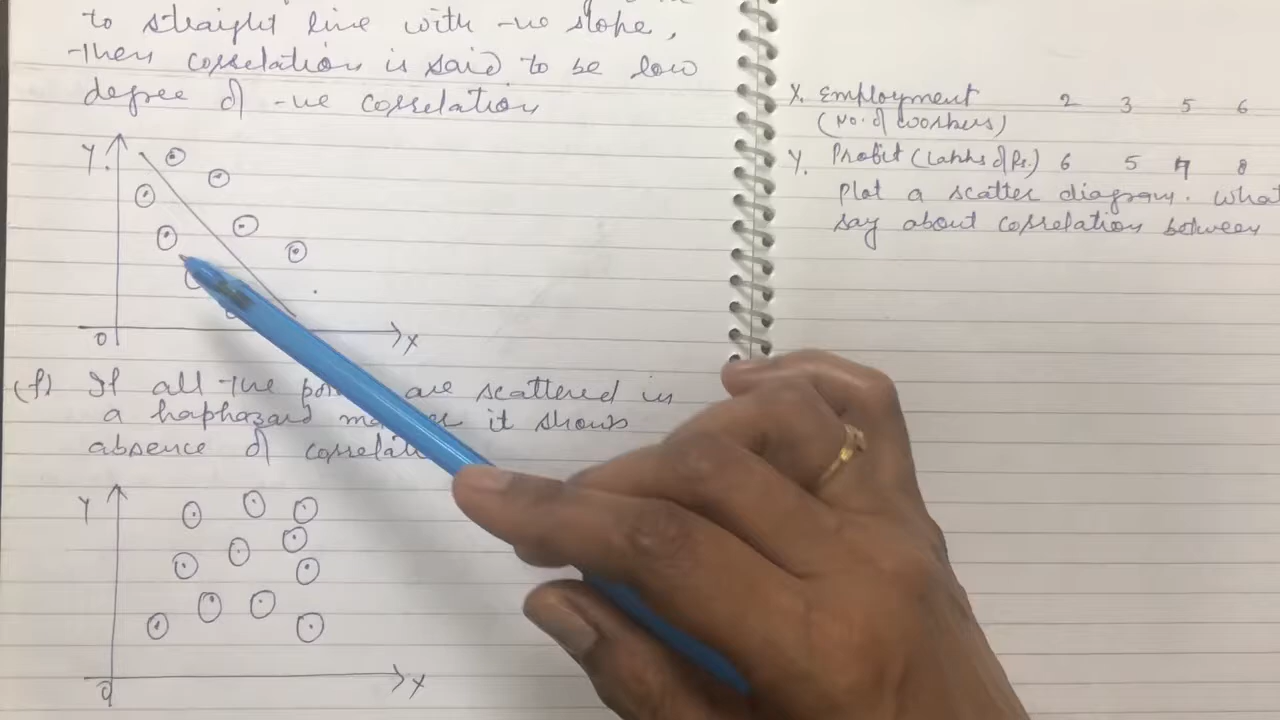 to straight line with -ve slope,
then correlation is said to be low
degree of -ve correlation
Y
O
X
(f) If all the are scattered in
a haphazard it shows
absence of
Y
O
X
X. Employment 2 3 5 6
(No. of workers)
Y. Profit (lakhs of Rs.) 6 5 7 8
Plot a scatter diagram. What
say about correlation between